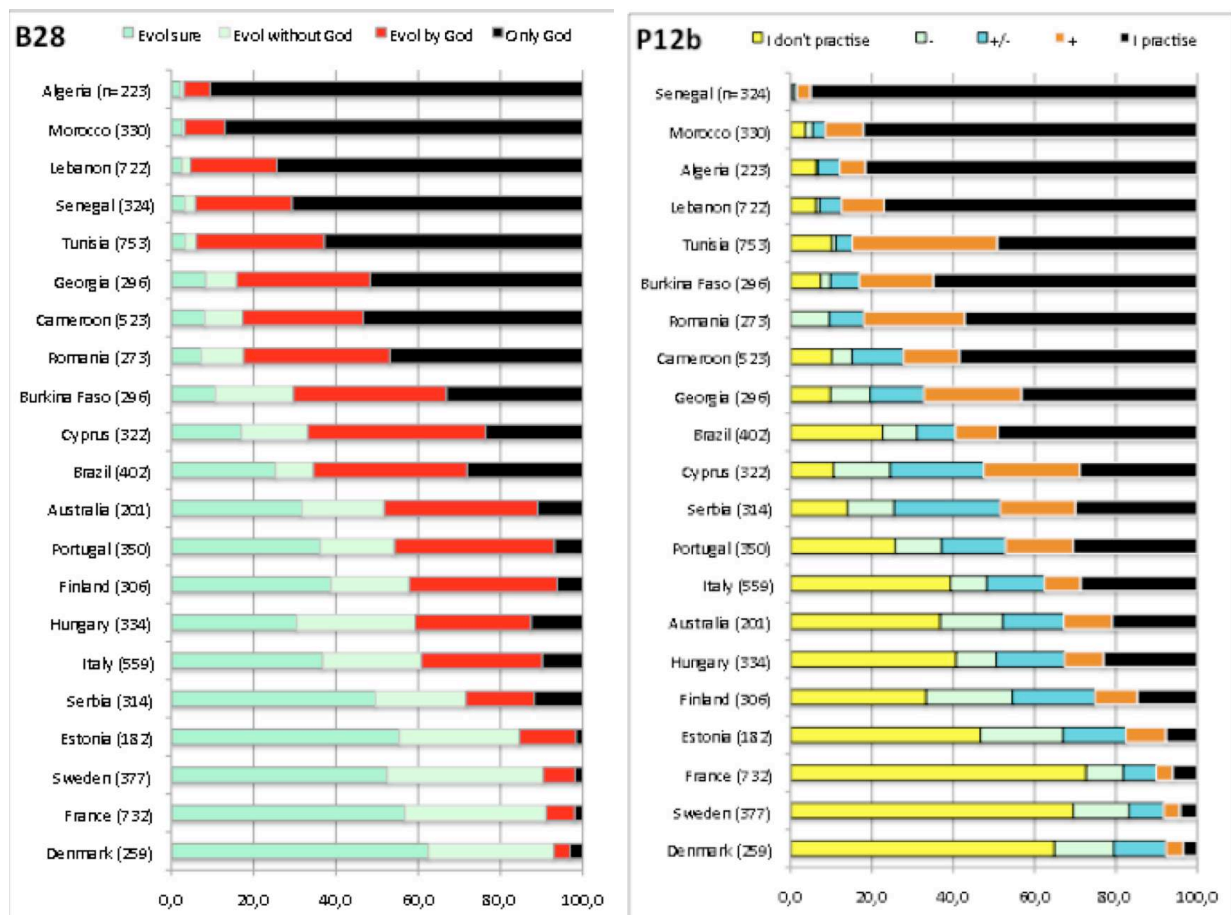 B28
Evol sure Evol without God Evol by God Only God
Algeria (n=223)
Morocco (330)
Lebanon (722)
Senegal (324)
Tunisia (753)
Georgia (296)
Cameroon (523)
Romania (273)
Burkina Faso (296)
Cyprus (322)
Brazil (402)
Australia (201)
Portugal (350)
Finland (306)
Hungary (334)
Italy (559)
Serbia (314)
Estonia (182)
Sweden (377)
France (732)
Denmark (259)
0,0 20,0 40,0 60,0 80,0 100,0
P12b
I don't practise - +/- + I practise
Senegal (n=324)
Morocco (330)
Algeria (223)
Lebanon (722)
Tunisia (753)
Burkina Faso (296)
Romania (273)
Cameroon (523)
Georgia (296)
Brazil (402)
Cyprus (322)
Serbia (314)
Portugal (350)
Italy (559)
Australia (201)
Hungary (334)
Finland (306)
Estonia (182)
France (732)
Sweden (377)
Denmark (259)
0,0 20,0 40,0 60,0 80,0 100,0